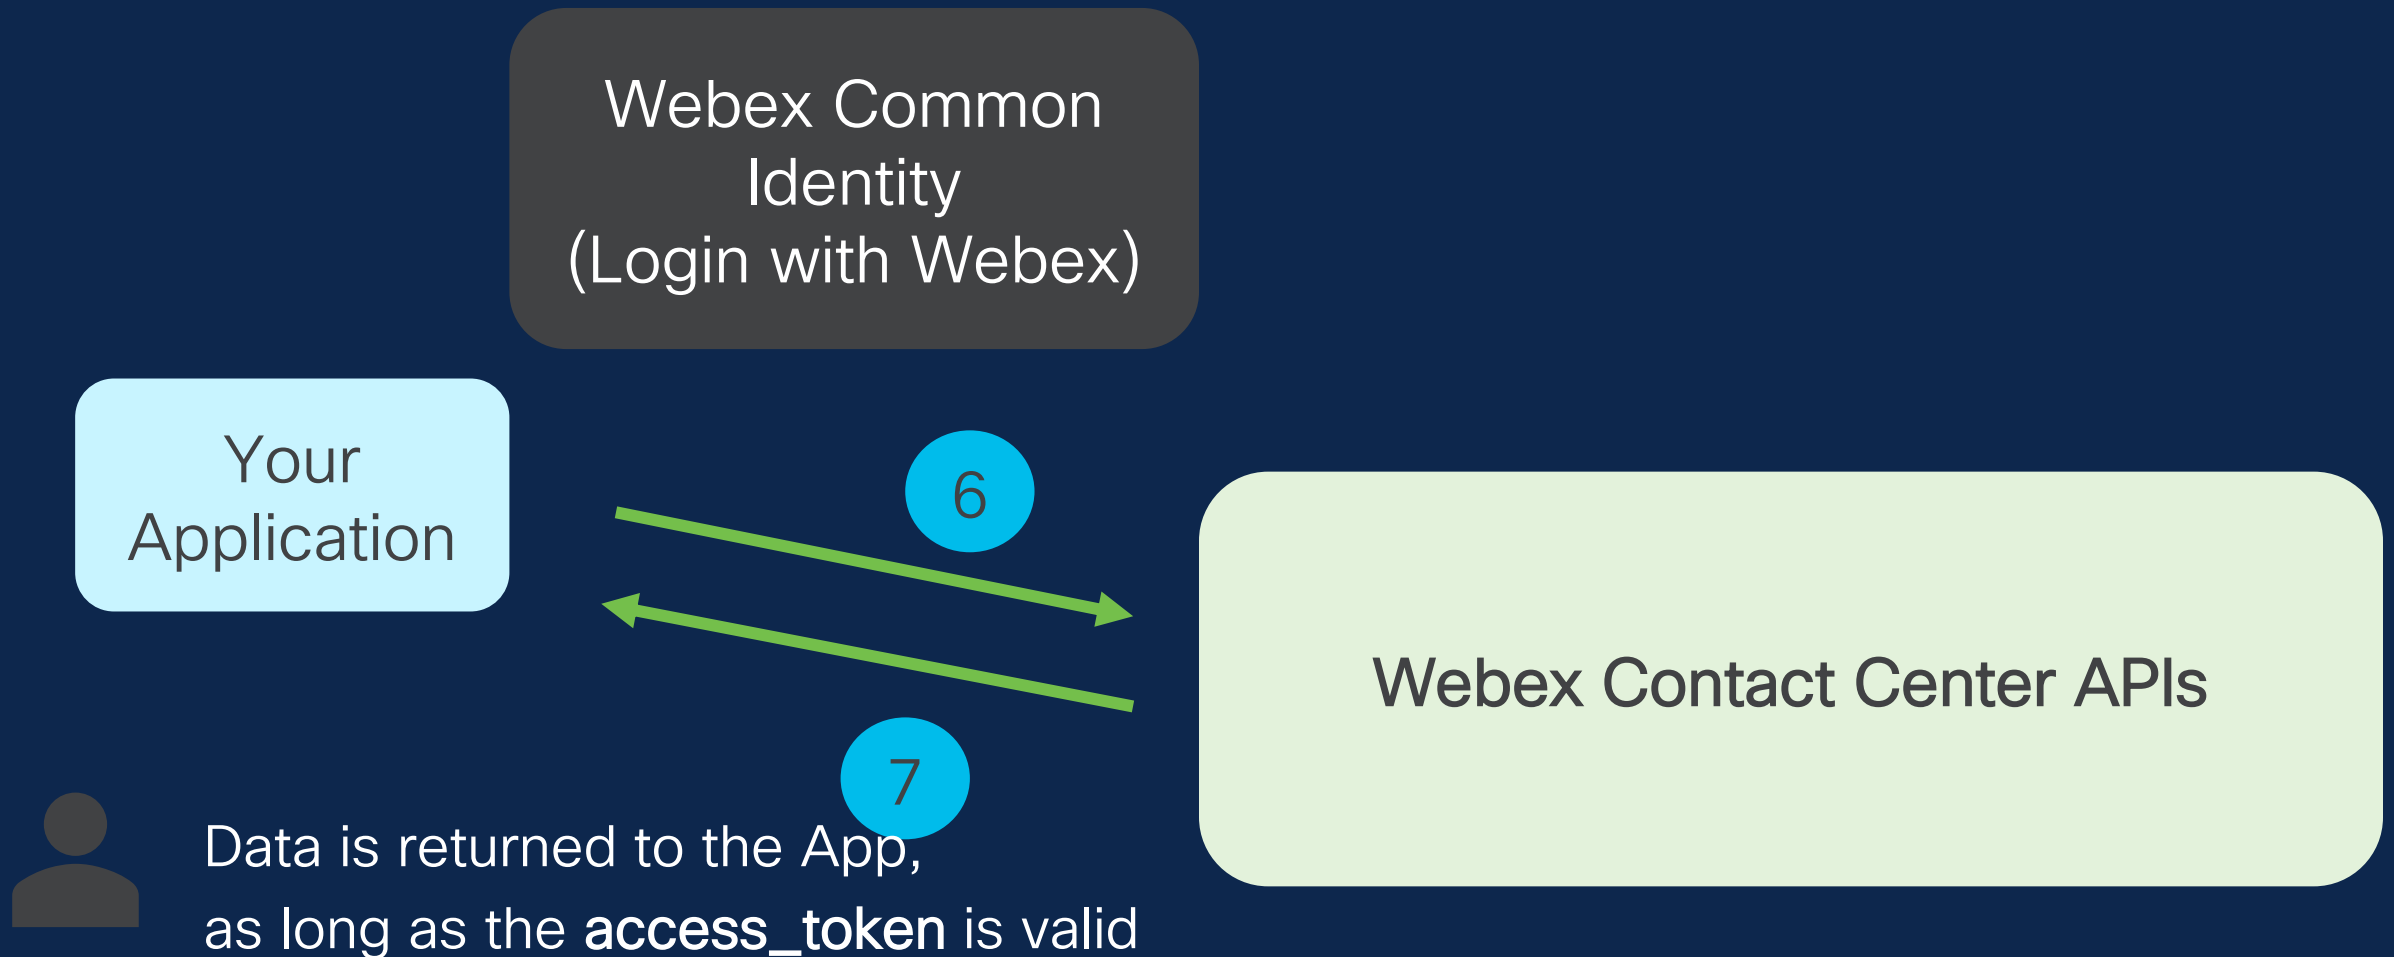 Webex Common
Identity
(Login with Webex)
Your
Application
6
Webex Contact Center APIs
7
Data is returned to the App,
as long as the access_token is valid